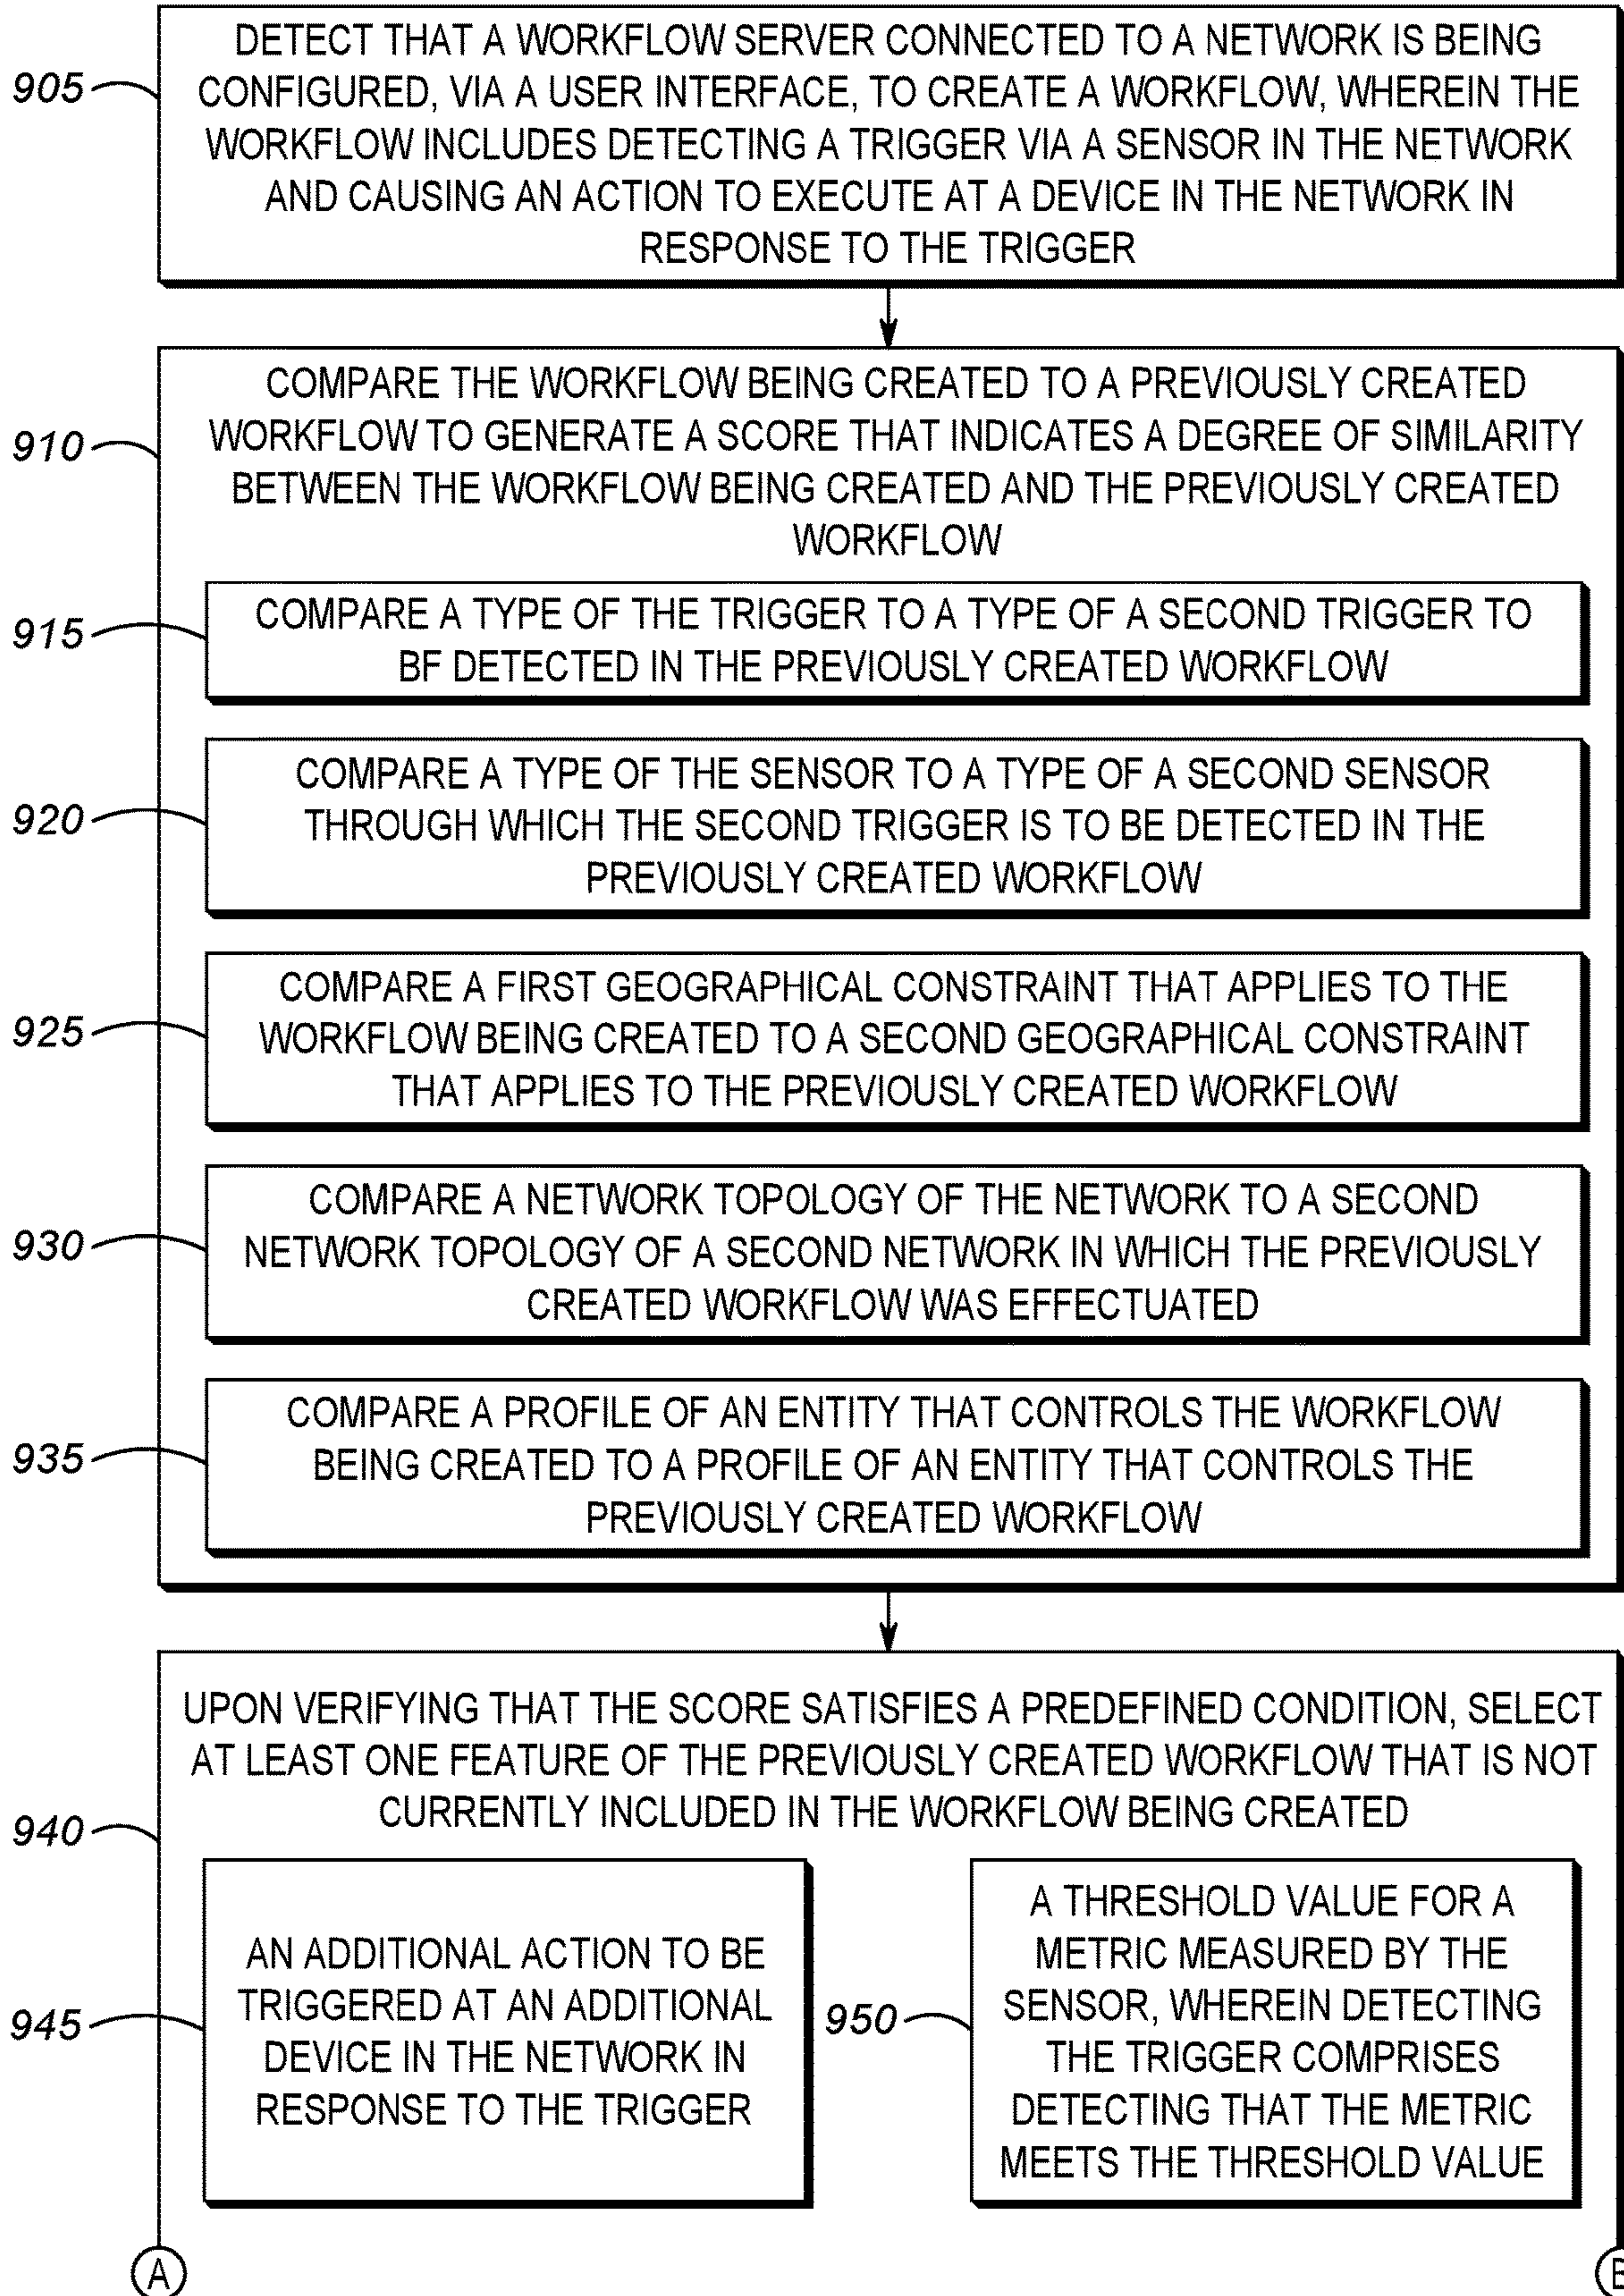 DETECT THAT A WORKFLOW SERVER CONNECTED TO A NETWORK IS BEING
905
CONFIGURED, VIA A USER INTERFACE, TO CREATE A WORKFLOW, WHEREIN THE
WORKFLOW INCLUDES DETECTING A TRIGGER VIA A SENSOR IN THE NETWORK
AND CAUSING AN ACTION TO EXECUTE AT A DEVICE IN THE NETWORK IN
RESPONSE TO THE TRIGGER
COMPARE THE WORKFLOW BEING CREATED TO A PREVIOUSLY CREATED
910
WORKFLOW TO GENERATE A SCORE THAT INDICATES A DEGREE OF SIMILARITY
BETWEEN THE WORKFLOW BEING CREATED AND THE PREVIOUSLY CREATED
WORKFLOW
915
COMPARE A TYPE OF THE TRIGGER TO A TYPE OF A SECOND TRIGGER TO
BF DETECTED IN THE PREVIOUSLY CREATED WORKFLOW
920
COMPARE A TYPE OF THE SENSOR TO A TYPE OF A SECOND SENSOR
THROUGH WHICH THE SECOND TRIGGER IS TO BE DETECTED IN THE
PREVIOUSLY CREATED WORKFLOW
925
COMPARE A FIRST GEOGRAPHICAL CONSTRAINT THAT APPLIES TO THE
WORKFLOW BEING CREATED TO A SECOND GEOGRAPHICAL CONSTRAINT
THAT APPLIES TO THE PREVIOUSLY CREATED WORKFLOW
930
COMPARE A NETWORK TOPOLOGY OF THE NETWORK TO A SECOND
NETWORK TOPOLOGY OF A SECOND NETWORK IN WHICH THE PREVIOUSLY
CREATED WORKFLOW WAS EFFECTUATED
935
COMPARE A PROFILE OF AN ENTITY THAT CONTROLS THE WORKFLOW
BEING CREATED TO A PROFILE OF AN ENTITY THAT CONTROLS THE
PREVIOUSLY CREATED WORKFLOW
940
UPON VERIFYING THAT THE SCORE SATISFIES A PREDEFINED CONDITION, SELECT
AT LEAST ONE FEATURE OF THE PREVIOUSLY CREATED WORKFLOW THAT IS NOT
CURRENTLY INCLUDED IN THE WORKFLOW BEING CREATED
945
AN ADDITIONAL ACTION TO BE
TRIGGERED AT AN ADDITIONAL
DEVICE IN THE NETWORK IN
RESPONSE TO THE TRIGGER
950
A THRESHOLD VALUE FOR A
METRIC MEASURED BY THE
SENSOR, WHEREIN DETECTING
THE TRIGGER COMPRISES
DETECTING THAT THE METRIC
MEETS THE THRESHOLD VALUE
A
B